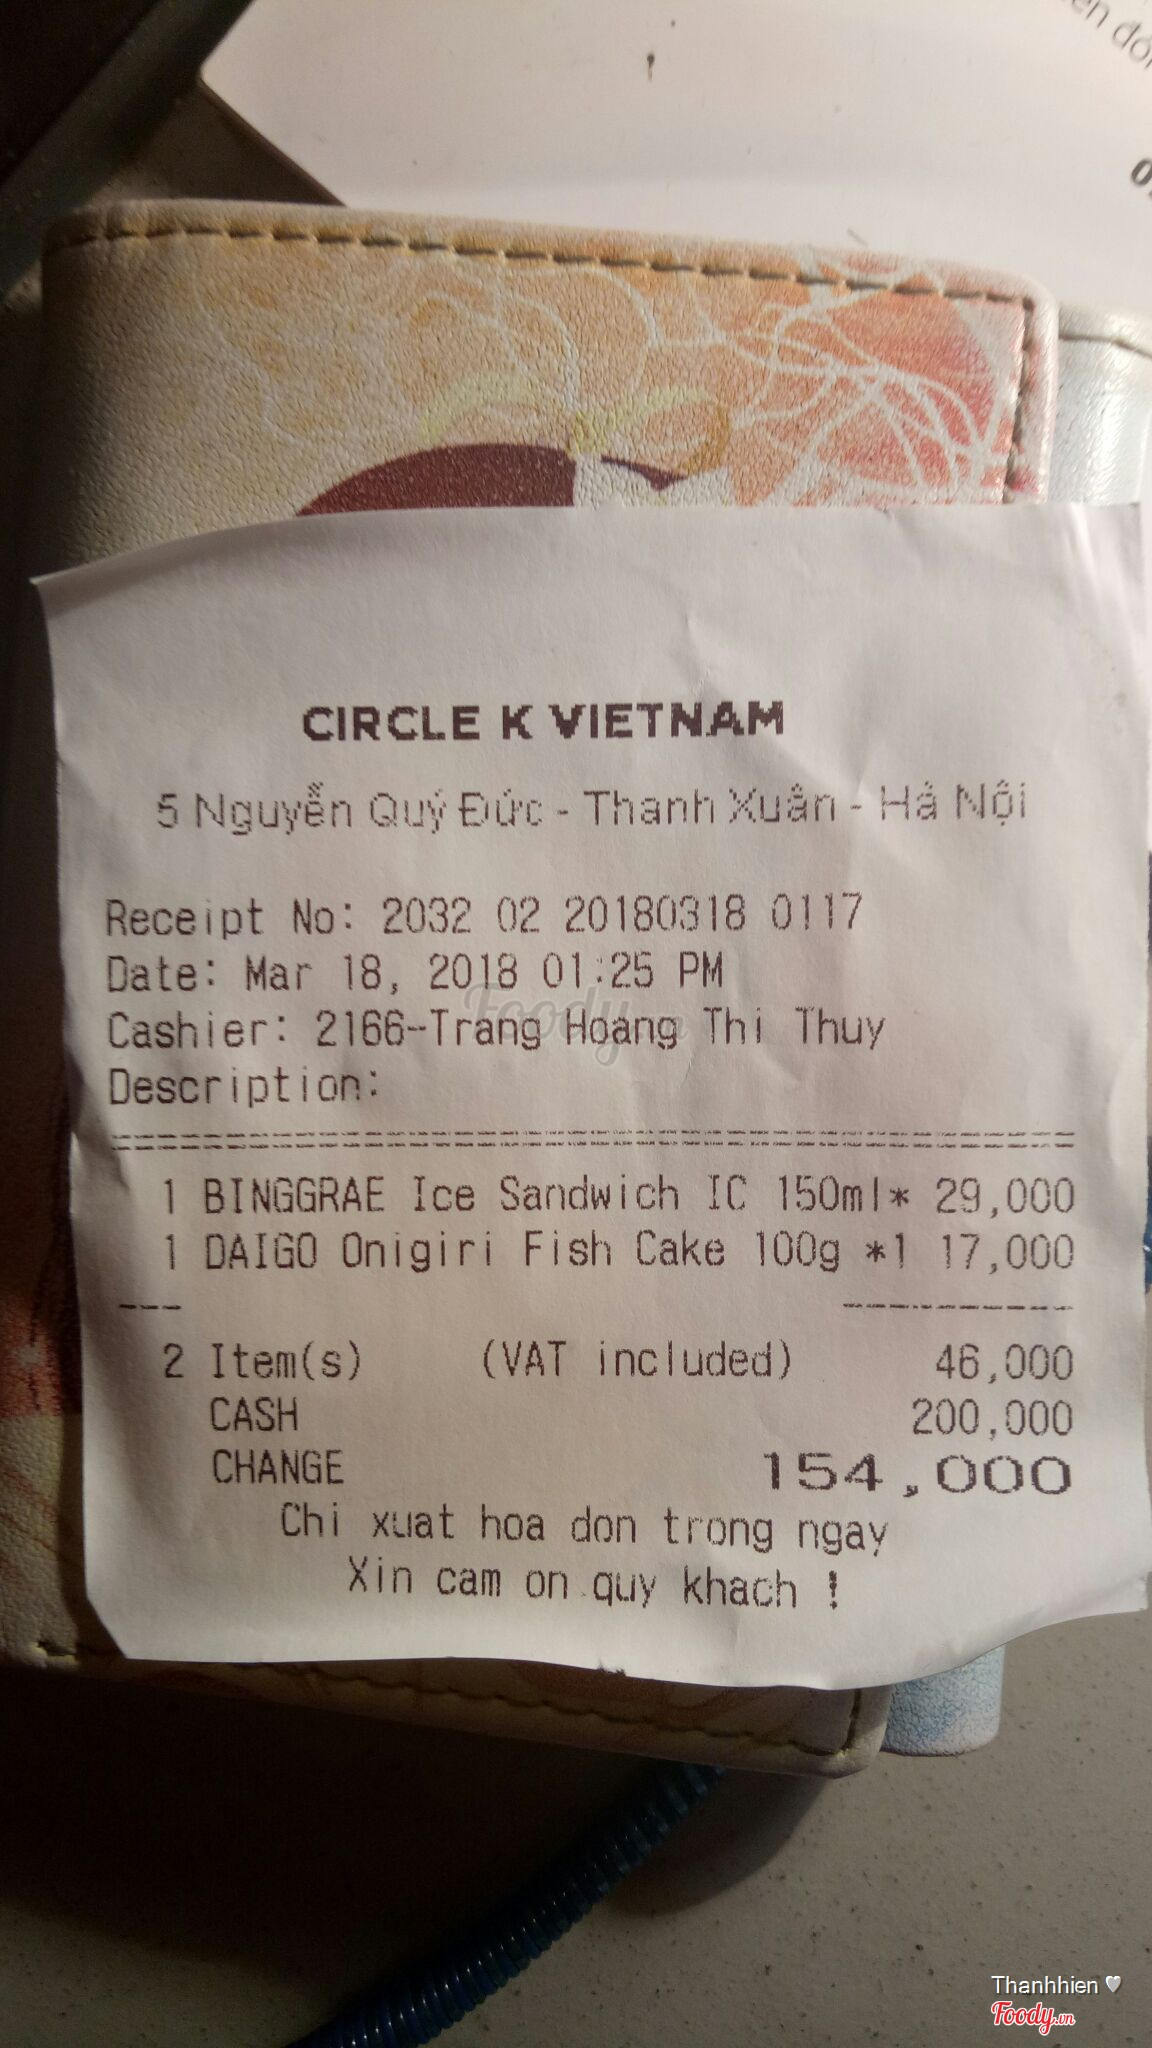 CIRCLE K VIETNAM
5 Nguyễn Quý Đức - Thanh Xuân - Hà Nội
Receipt No: 2032 02 20180318 0117
Date: Mar 18, 2018 01:25 PM
Cashier: 2166-Trang Hoang Thi Thuy
Description:
1 BINGGRAE Ice Sandwich IC 150ml* 29,000
1 DAIGO Onigiri Fish Cake 100g *1 17,000
2 Item(s) (VAT included) 46,000
CASH 200,000
CHANGE 154,000
Chi xuat hoa don trong ngay
Xin cam on quy khach !
Foody.vn
Thanhhien ♥
Foody.vn